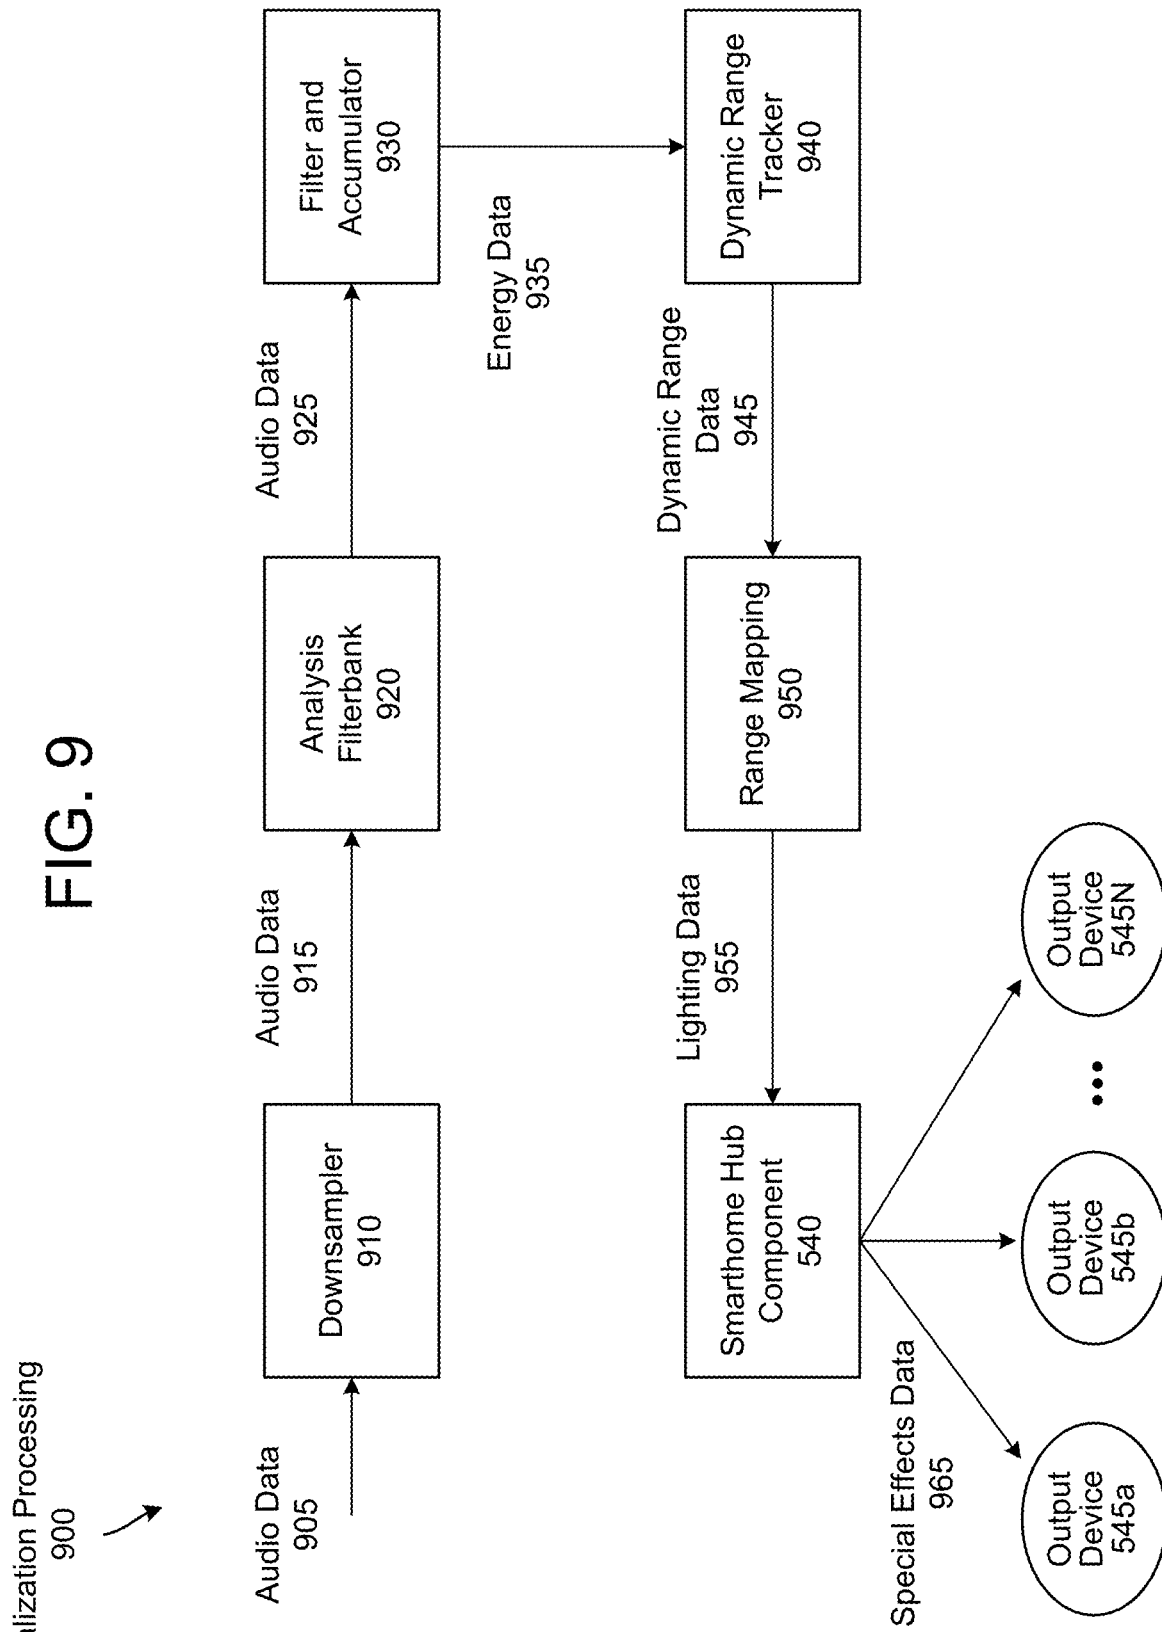 Processing
900
FIG. 9
Audio Data
905
Downsampler
910
Audio Data
915
Analysis
Filterbank
920
Audio Data
925
Filter and
Accumulator
930
Energy Data
935
Dynamic Range
Tracker
940
Dynamic Range
Data
945
Range Mapping
950
Lighting Data
955
Smarthome Hub
Component
540
Special Effects Data
965
Output
Device
545a
Output
Device
545b
...
Output
Device
545N